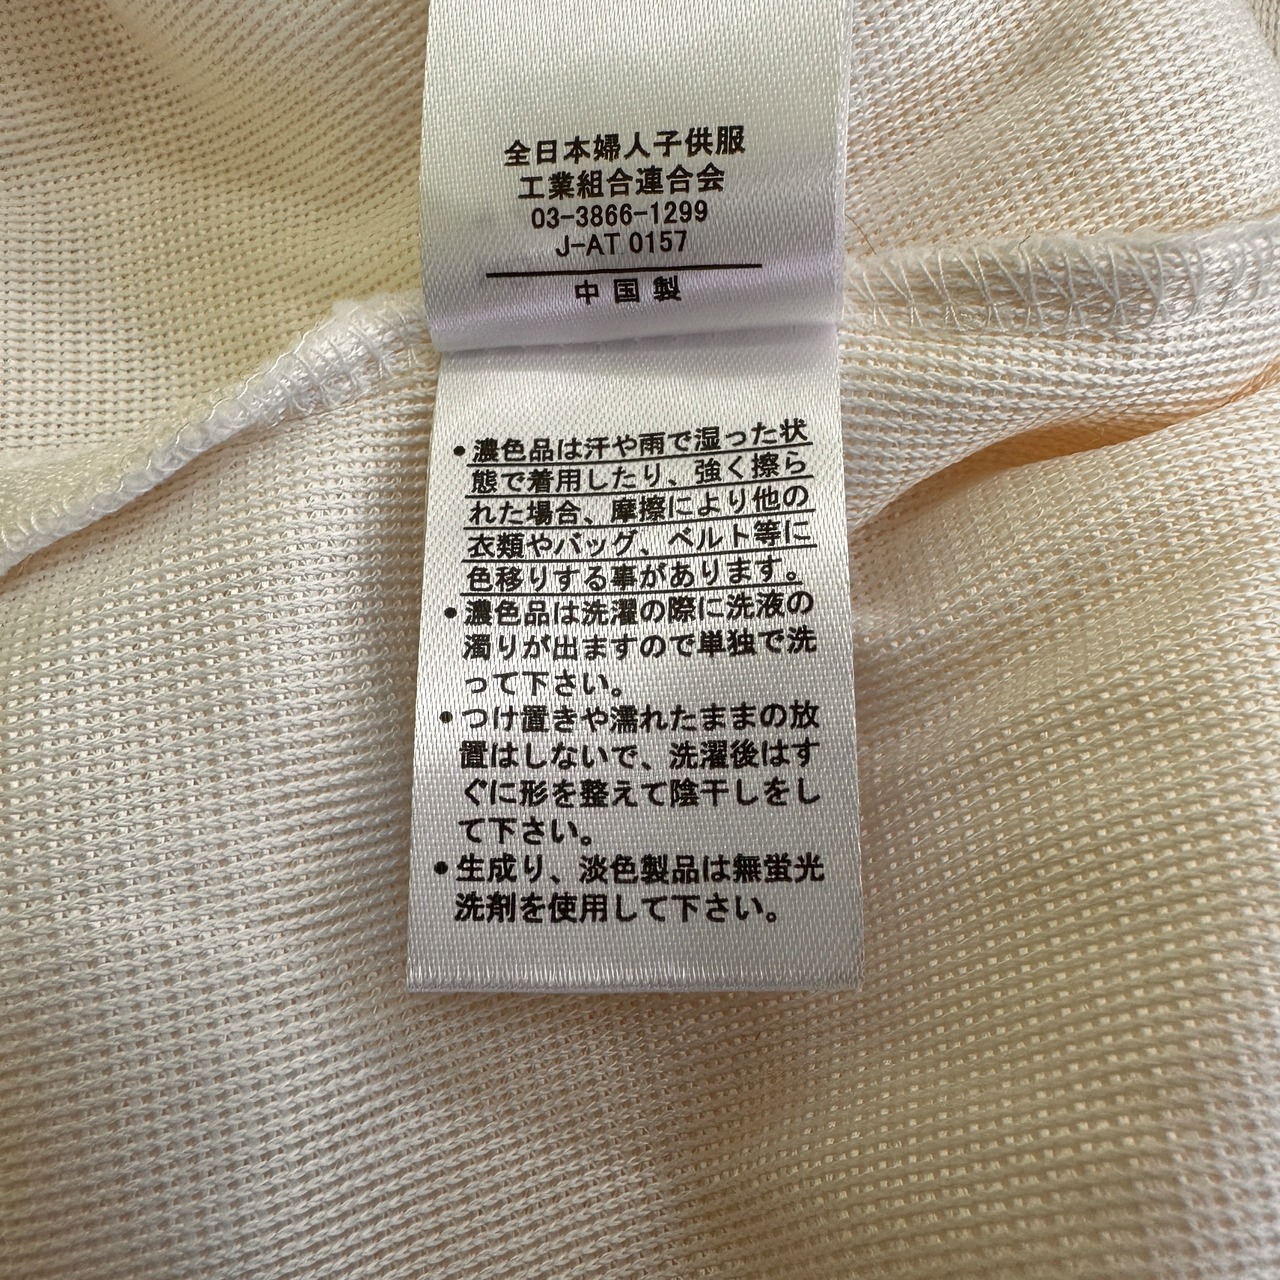 全日本婦人子供服
工業組合連合会
03-3866-1299
J-AT 0157
中国製
•濃色品は汗や雨で湿った状
態で着用したり、強く擦ら
れた場合、摩擦により他の
衣類やバッグ、ベルト等に
色移りする事があります。
•濃色品は洗濯の際に洗液の
濁りが出ますので単独で洗
って下さい。
•つけ置きや濡れたままの放
置はしないで、洗濯後はす
ぐに形を整えて陰干しをし
て下さい。
•生成り、淡色製品は無蛍光
洗剤を使用して下さい。